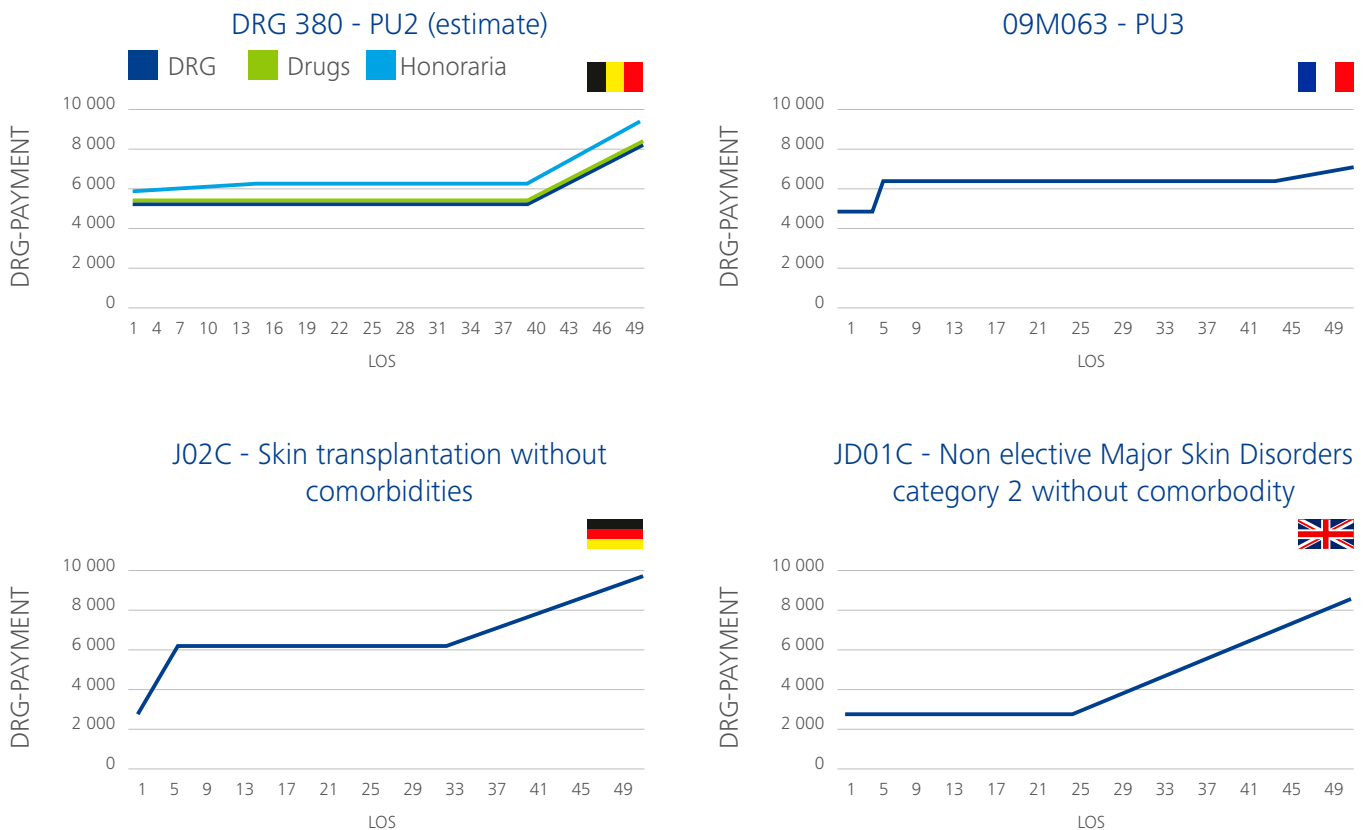 DRG 380 - PU2 (estimate)
DRG Drugs Honoraria
DRG-PAYMENT
10 000
8 000
6 000
4 000
2 000
0
1 4 7 10 13 16 19 22 25 28 31 34 37 40 43 46 49
LOS
09M063 - PU3
DRG-PAYMENT
10 000
8 000
6 000
4 000
2 000
0
1 5 9 13 17 21 25 29 33 37 41 45 49
LOS
J02C - Skin transplantation without
comorbidities
DRG-PAYMENT
10 000
8 000
6 000
4 000
2 000
0
1 5 9 13 17 21 25 29 33 37 41 45 49
LOS
JD01C - Non elective Major Skin Disorders
category 2 without comorbodity
DRG-PAYMENT
10 000
8 000
6 000
4 000
2 000
0
1 5 9 13 17 21 25 29 33 37 41 45 49
LOS